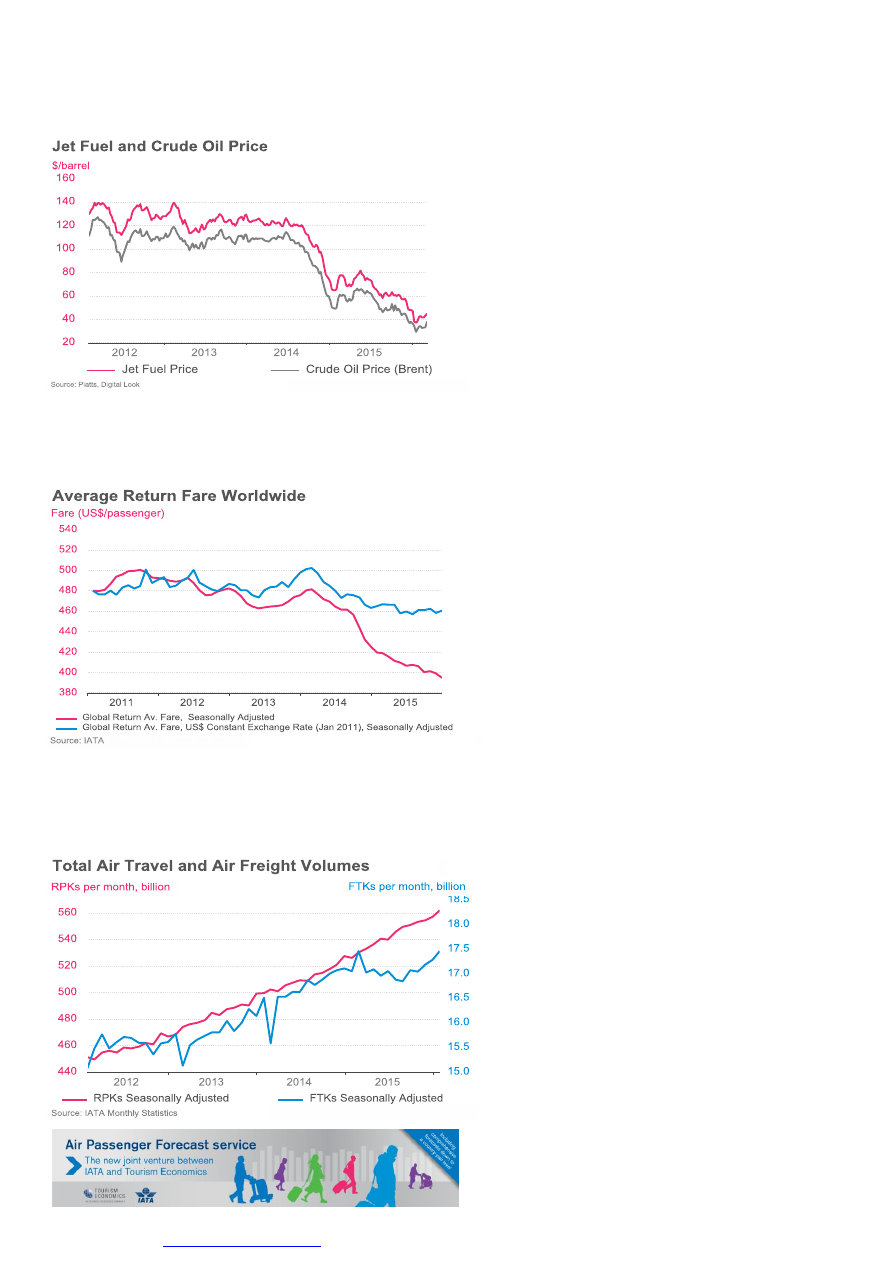 Jet Fuel and Crude Oil Price
$/barrel
160
140
120
100
80
60
40
20
2012 2013 2014 2015
Jet Fuel Price Crude Oil Price (Brent)
Source: Platts, Digital Look
Average Return Fare Worldwide
Fare (US$/passenger)
540
520
500
480
460
440
420
400
380
2011 2012 2013 2014 2015
Global Return Av. Fare, Seasonally Adjusted
Global Return Av. Fare, US$ Constant Exchange Rate (Jan 2011), Seasonally Adjusted
Source: IATA
Total Air Travel and Air Freight Volumes
RPKs per month, billion FTKs per month, billion
18.5
560 18.0
540 17.5
520 17.0
500 16.5
480 16.0
460 15.5
440 15.0
2012 2013 2014 2015
RPKs Seasonally Adjusted FTKs Seasonally Adjusted
Source: IATA Monthly Statistics
Air Passenger Forecast service
The new joint venture between
IATA and Tourism Economics
TOURISM
ECONOMICS
IATA